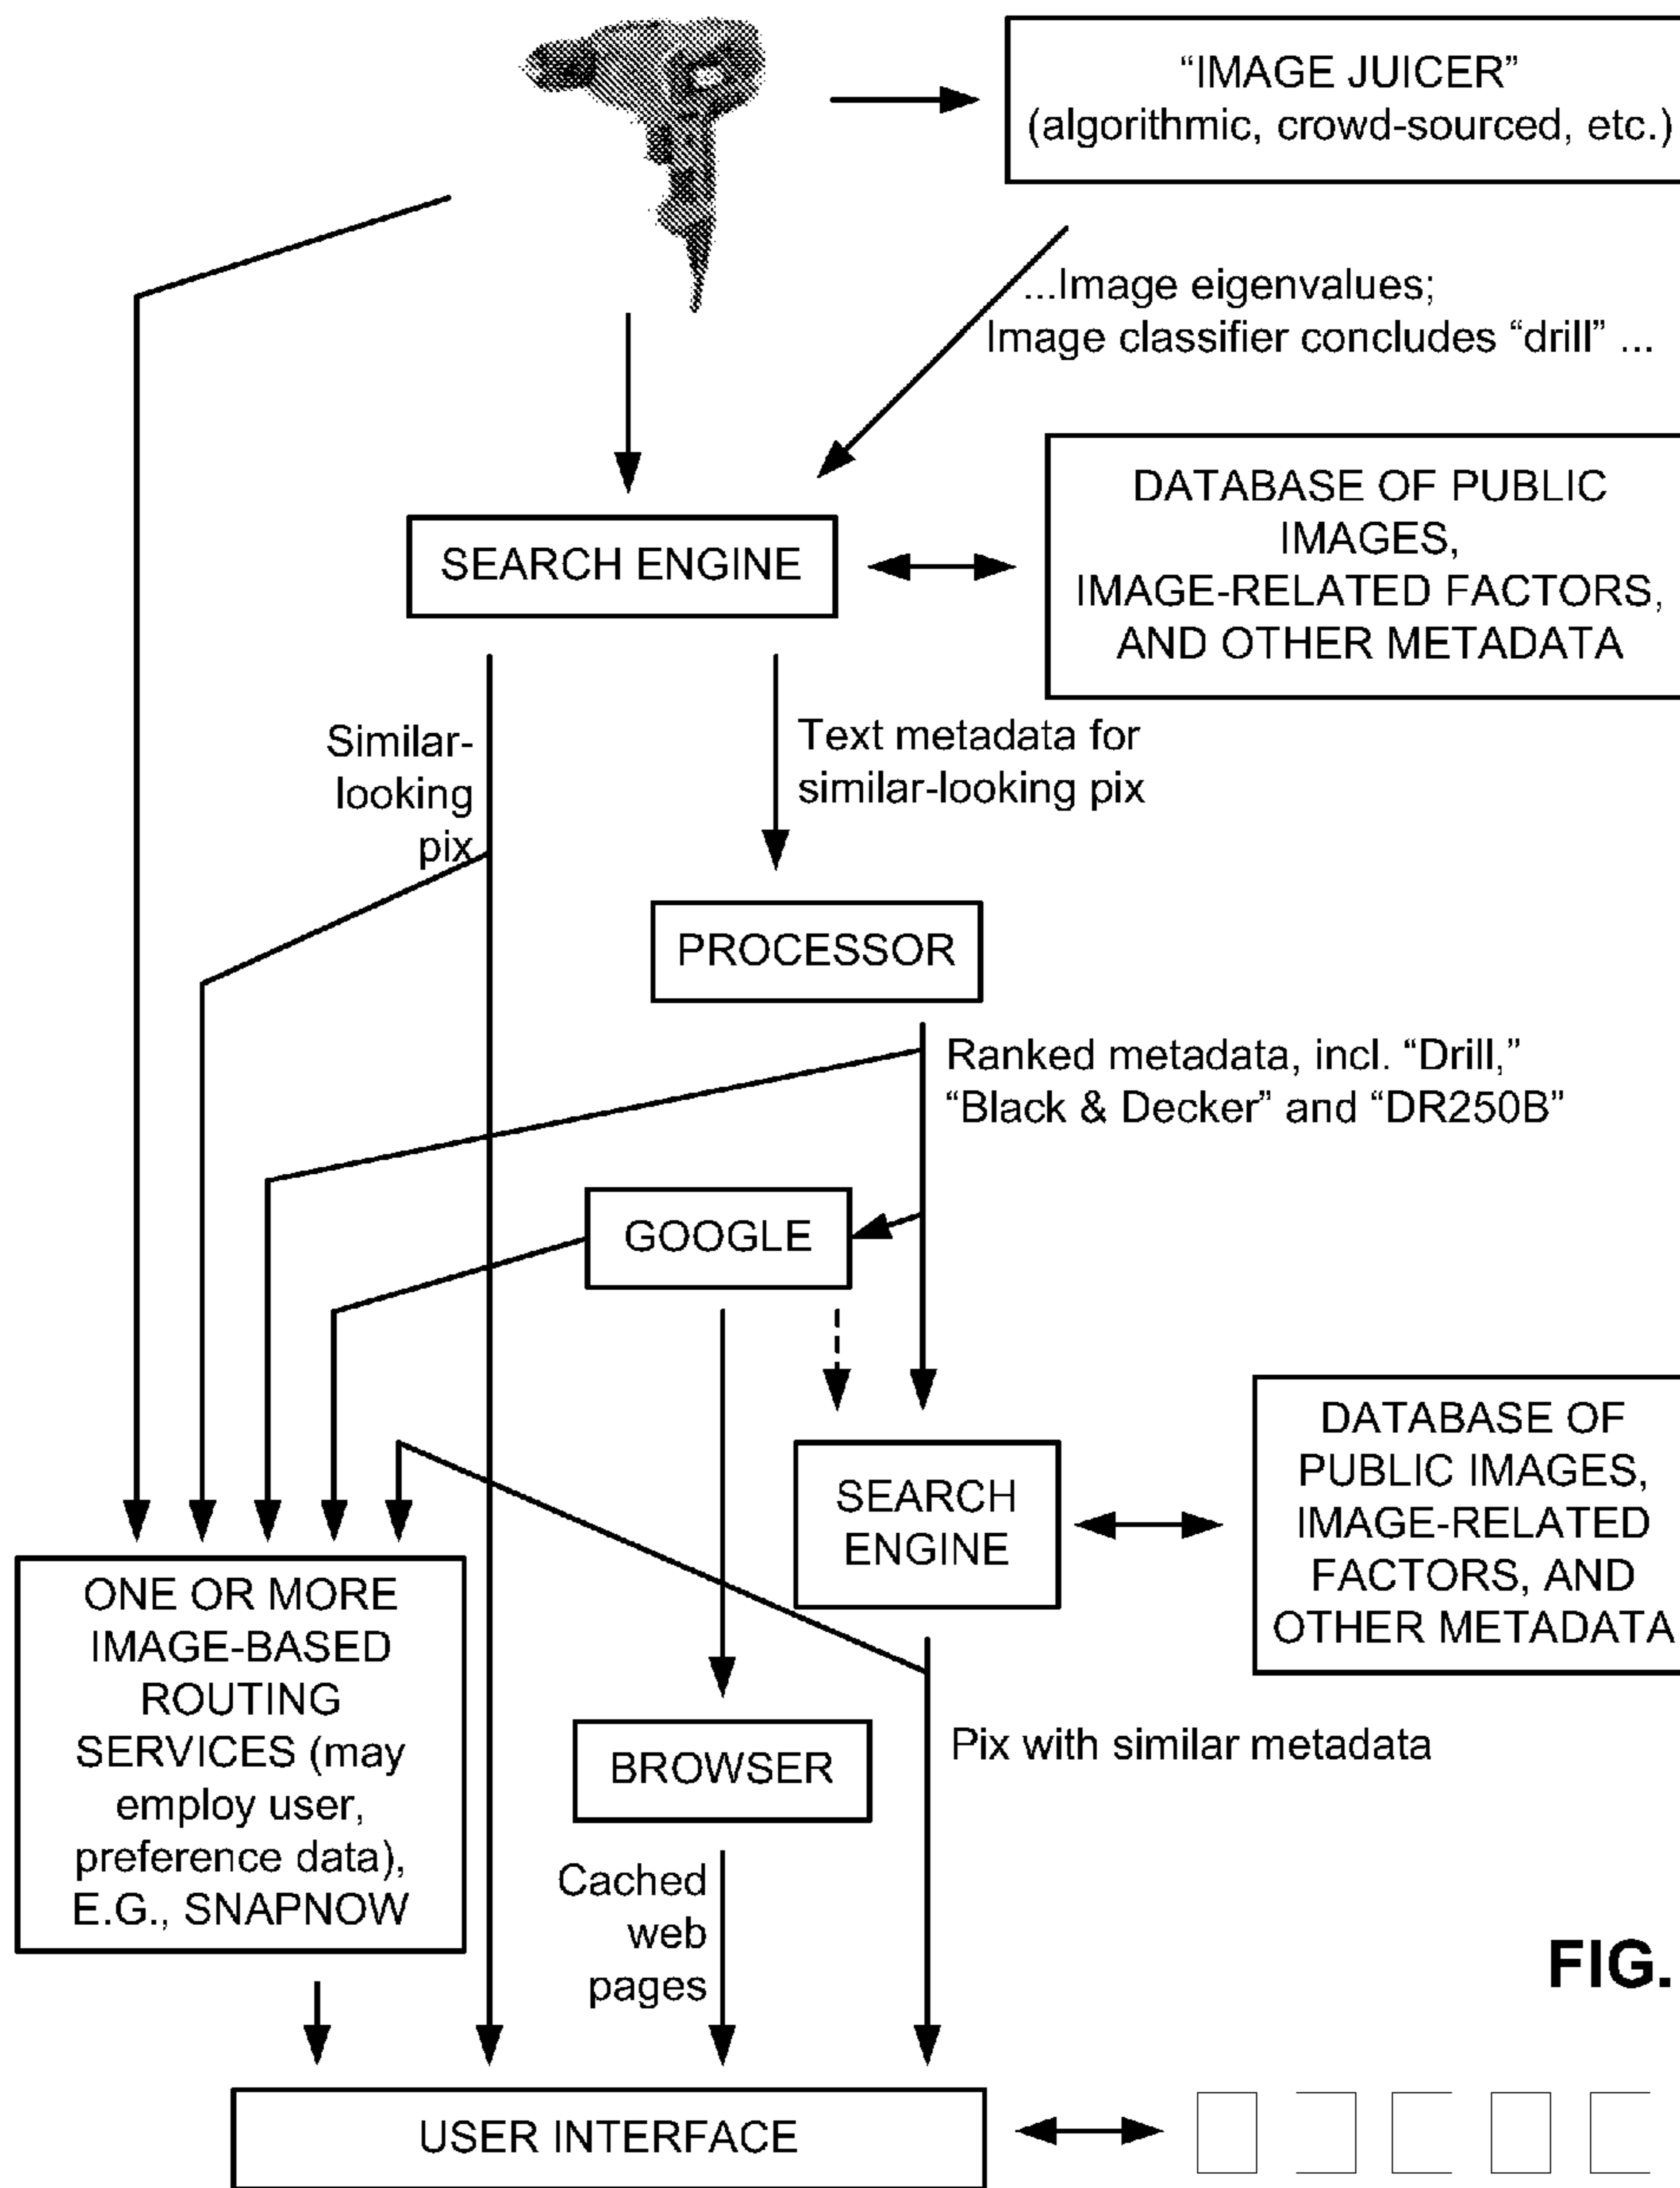 “IMAGE JUICER”
(algorithmic, crowd-sourced, etc.)
...Image eigenvalues;
Image classifier concludes “drill” ...
SEARCH ENGINE
DATABASE OF PUBLIC
IMAGES,
IMAGE-RELATED FACTORS,
AND OTHER METADATA
Similar-
looking
pix
Text metadata for
similar-looking pix
PROCESSOR
Ranked metadata, incl. “Drill,”
“Black & Decker” and “DR250B”
GOOGLE
SEARCH
ENGINE
DATABASE OF
PUBLIC IMAGES,
IMAGE-RELATED
FACTORS, AND
OTHER METADATA
ONE OR MORE
IMAGE-BASED
ROUTING
SERVICES (may
employ user,
preference data),
E.G., SNAPNOW
BROWSER
Pix with similar metadata
Cached
web
pages
FIG.
USER INTERFACE